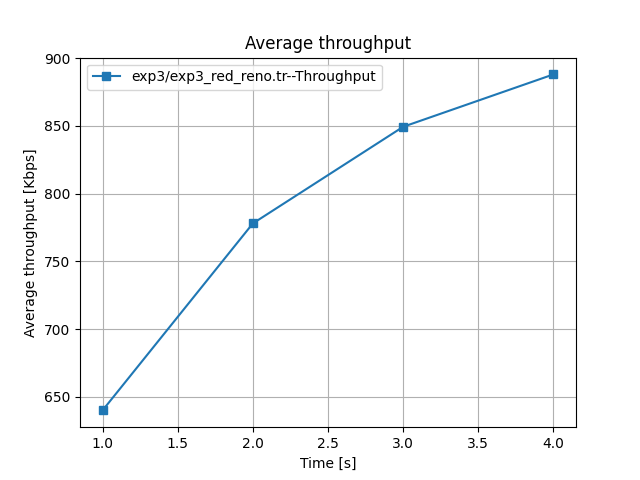 Average throughput
exp3/exp3_red_reno.tr--Throughput
Average throughput [Kbps]
900
850
800
750
700
650
1.0 1.5 2.0 2.5 3.0 3.5 4.0
Time [s]